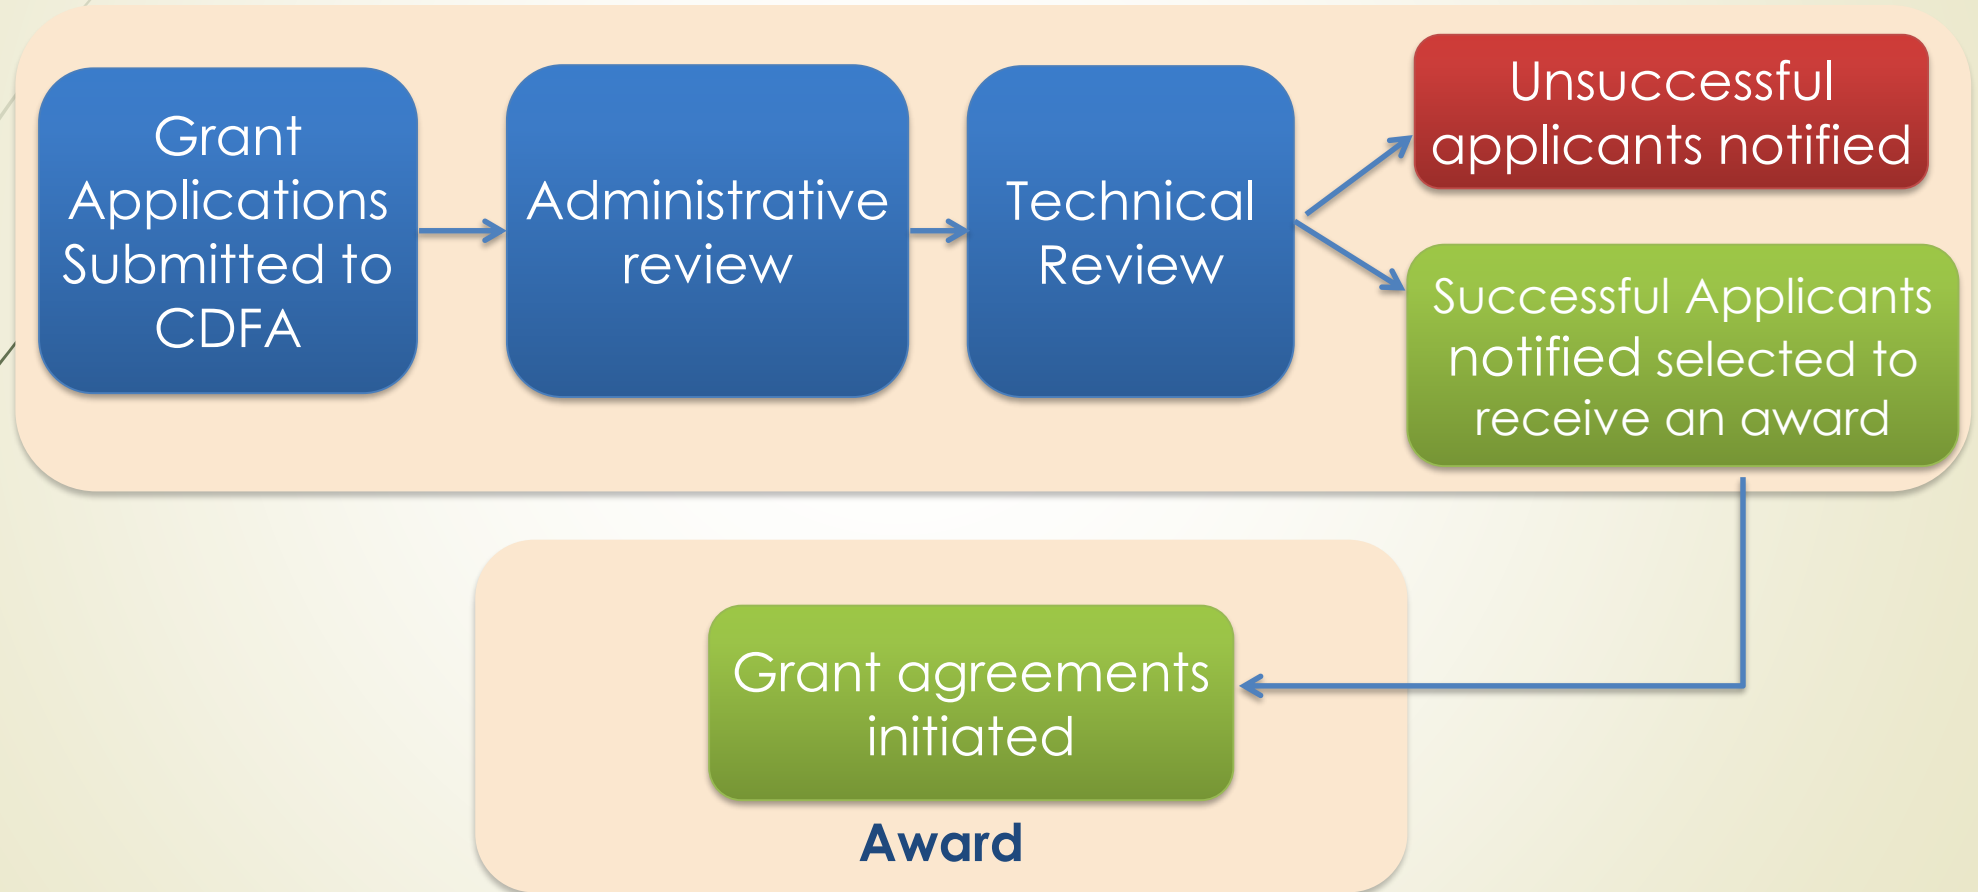 Grant
Applications
Submitted to
CDFA
Administrative
review
Technical
Review
Unsuccessful
applicants notified
Successful Applicants
notified selected to
receive an award
Grant agreements
initiated
Award